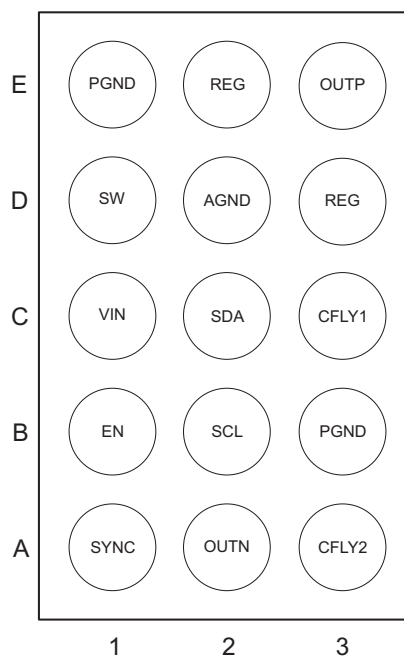 E PGND REG OUTP
D SW AGND REG
C VIN SDA CFLY1
B EN SCL PGND
A SYNC OUTN CFLY2
1 2 3